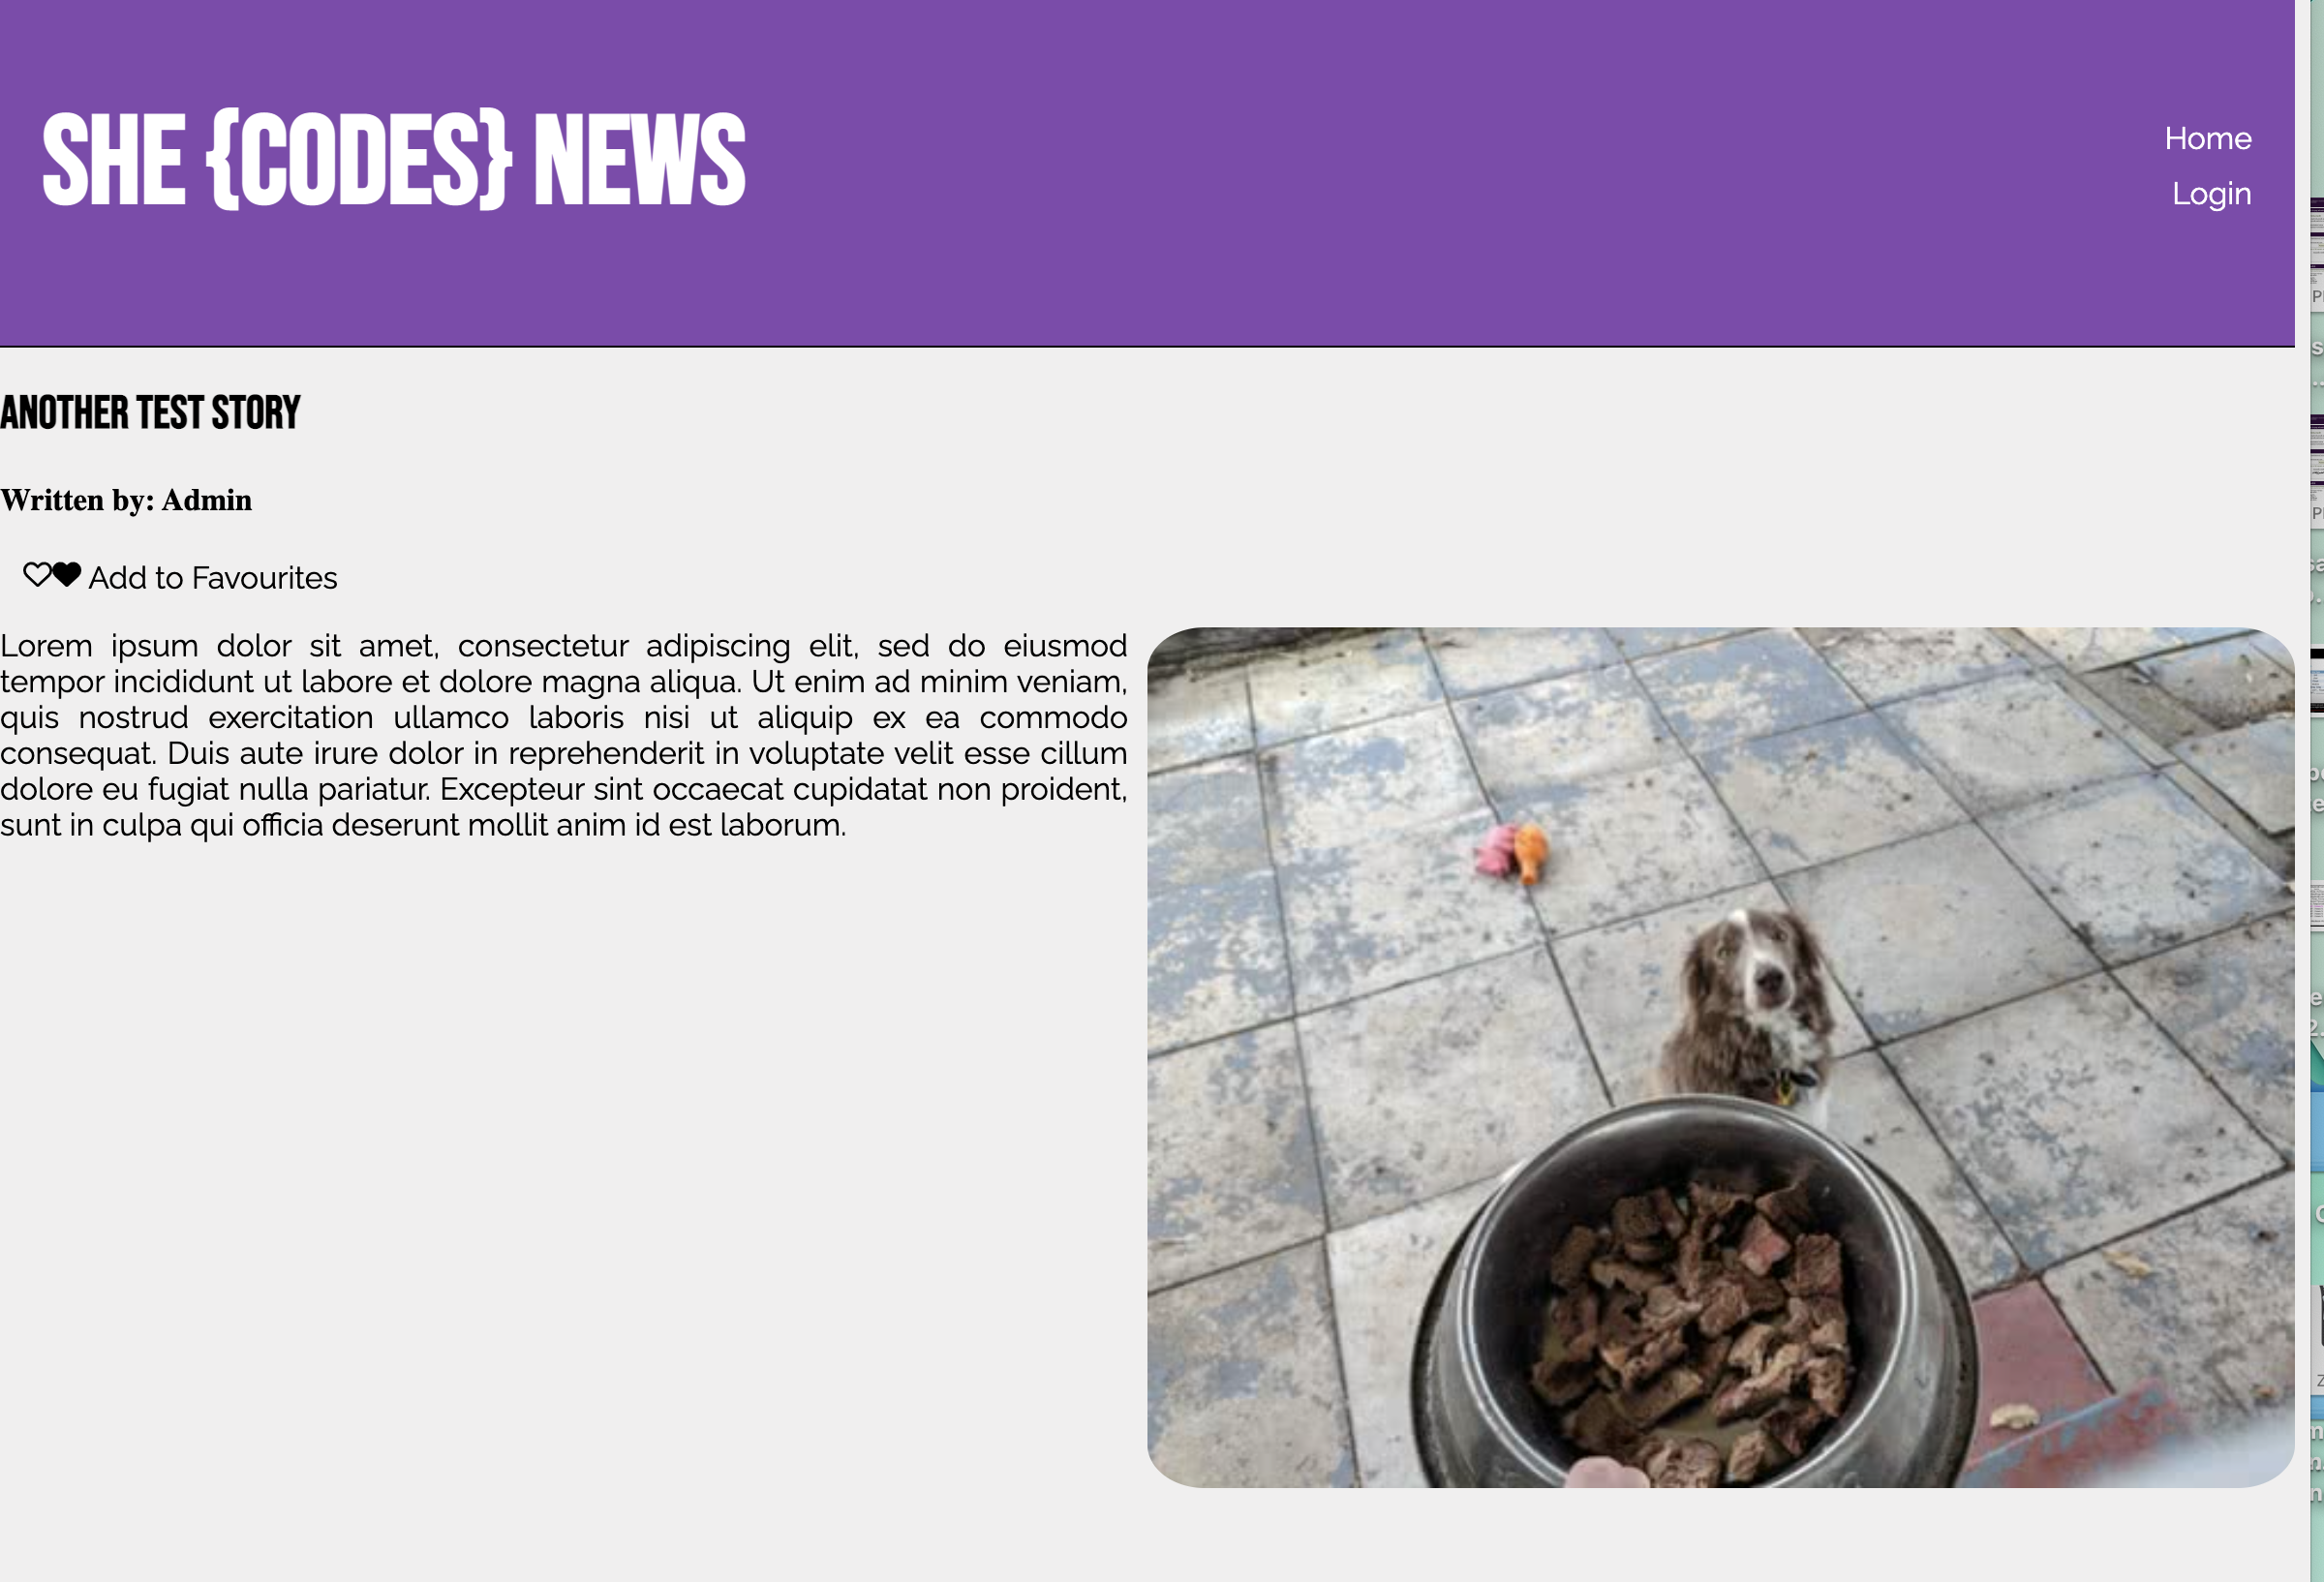 SHE {CODES} NEWS
Home
Login
ANOTHER TEST STORY
Written by: Admin
Add to Favourites
Lorem ipsum dolor sit amet, consectetur adipiscing elit, sed do eiusmod
tempor incididunt ut labore et dolore magna aliqua. Ut enim ad minim veniam,
quis nostrud exercitation ullamco laboris nisi ut aliquip ex ea commodo
consequat. Duis aute irure dolor in reprehenderit in voluptate velit esse cillum
dolore eu fugiat nulla pariatur. Excepteur sint occaecat cupidatat non proident,
sunt in culpa qui officia deserunt mollit anim id est laborum.